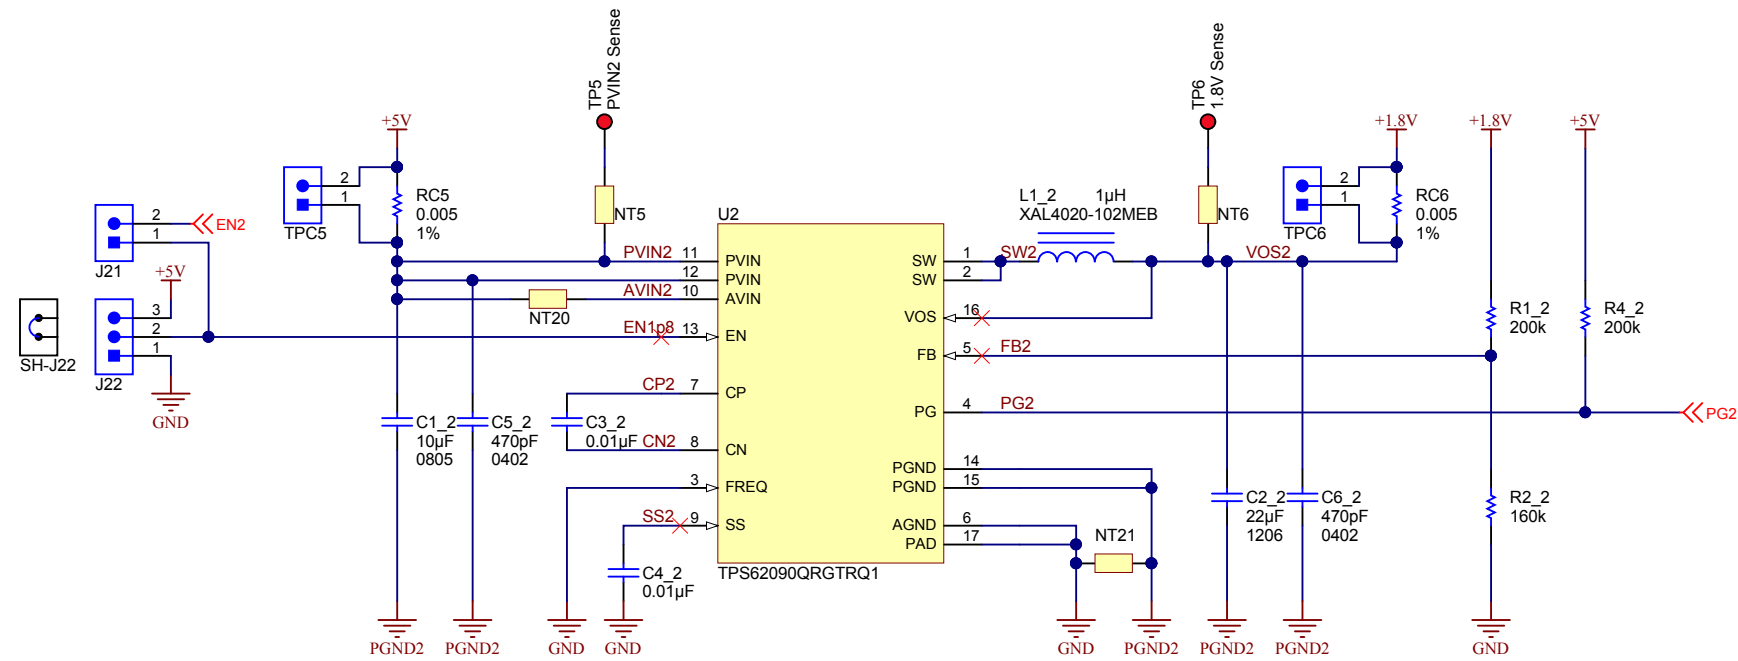 TP5
PVIN2 Sense
TP6
1.8V Sense
+5V
+1.8V
+1.8V
+5V
2
1
TPC5
RC5
0.005
1%
NT5
U2
L1_2 1µH
XAL4020-102MEB
NT6
2
1
TPC6
RC6
0.005
1%
2
1
J21
EN2
+5V
3
2
1
J22
SH-J22
GND
PVIN2 11 PVIN
12 PVIN
AVIN2 10 AVIN
NT20
EN1p8 13 EN
CP2 7 CP
CN2 8 CN
3 FREQ
SS2 9 SS
SW 1 SW2
SW 2
VOS 16
VOS2
FB 5 FB2
PG 4 PG2
PG2
PGND 14
PGND 15
AGND 6
PAD 17
NT21
TPS62090QRGTRQ1
R1_2
200k
R4_2
200k
C1_2
10µF
0805
C5_2
470pF
0402
C3_2
0.01µF
C4_2
0.01µF
C2_2
22µF
1206
C6_2
470pF
0402
R2_2
160k
PGND2
PGND2
GND
GND
GND
PGND2
PGND2
PGND2
GND